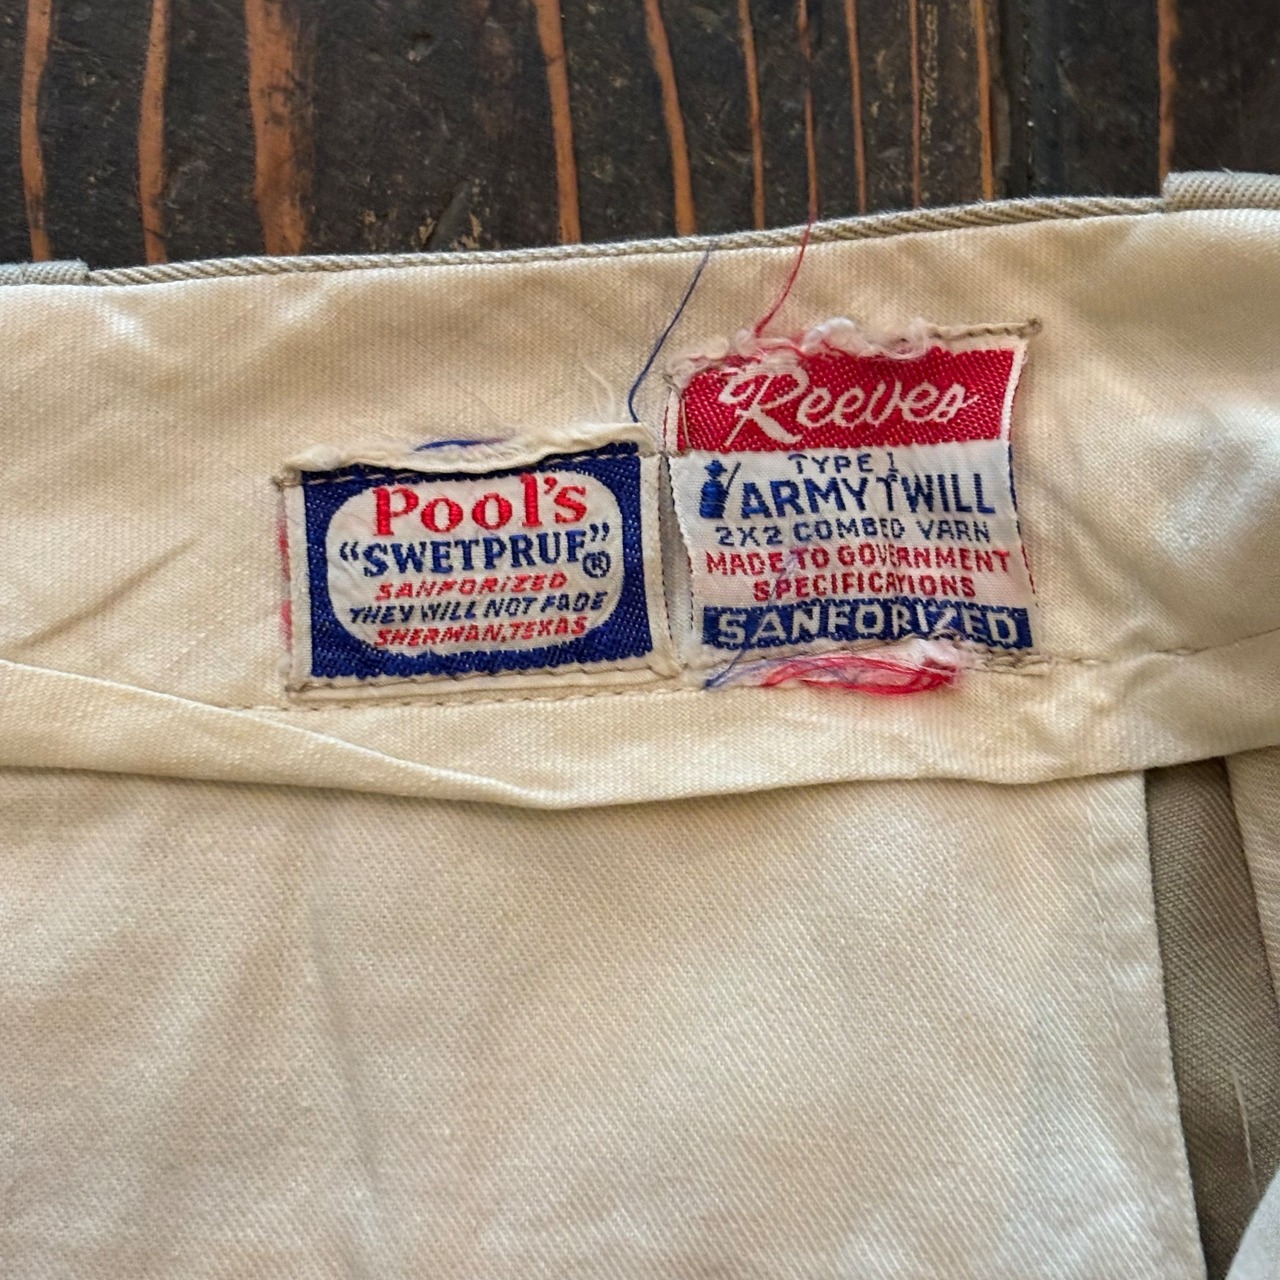 Pool's
"SWETPRUF"®
SANFORIZED
THEY WILL NOT FADE
SHERMAN, TEXAS
Reeves
TYPE 1
ARMY TWILL
2X2 COMBED YARN
MADE TO GOVERNMENT
SPECIFICATIONS
SANFORIZED